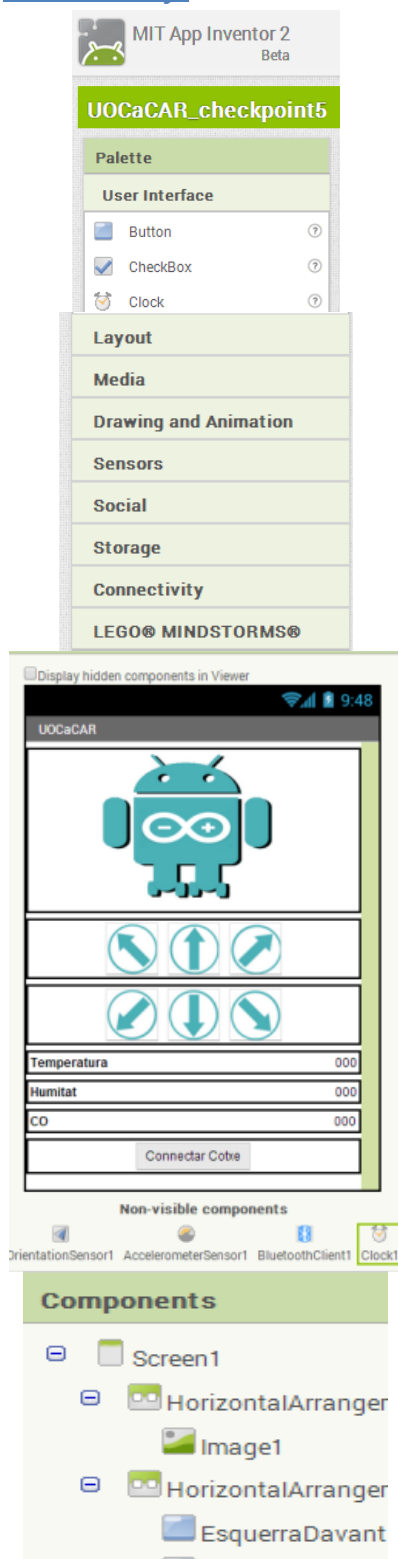 MIT App Inventor 2
Beta
UOCaCAR_checkpoint5
Palette
User Interface
Button
CheckBox
Clock
Layout
Media
Drawing and Animation
Sensors
Social
Storage
Connectivity
LEGO® MINDSTORMS®
Display hidden components in Viewer
9:48
UOCaCAR
Temperatura 000
Humitat 000
CO 000
Connectar Cotxe
Non-visible components
OrientationSensor1 AccelerometerSensor1 BluetoothClient1 Clock1
Components
Screen1
HorizontalArranger
Image1
HorizontalArranger
EsquerraDavant